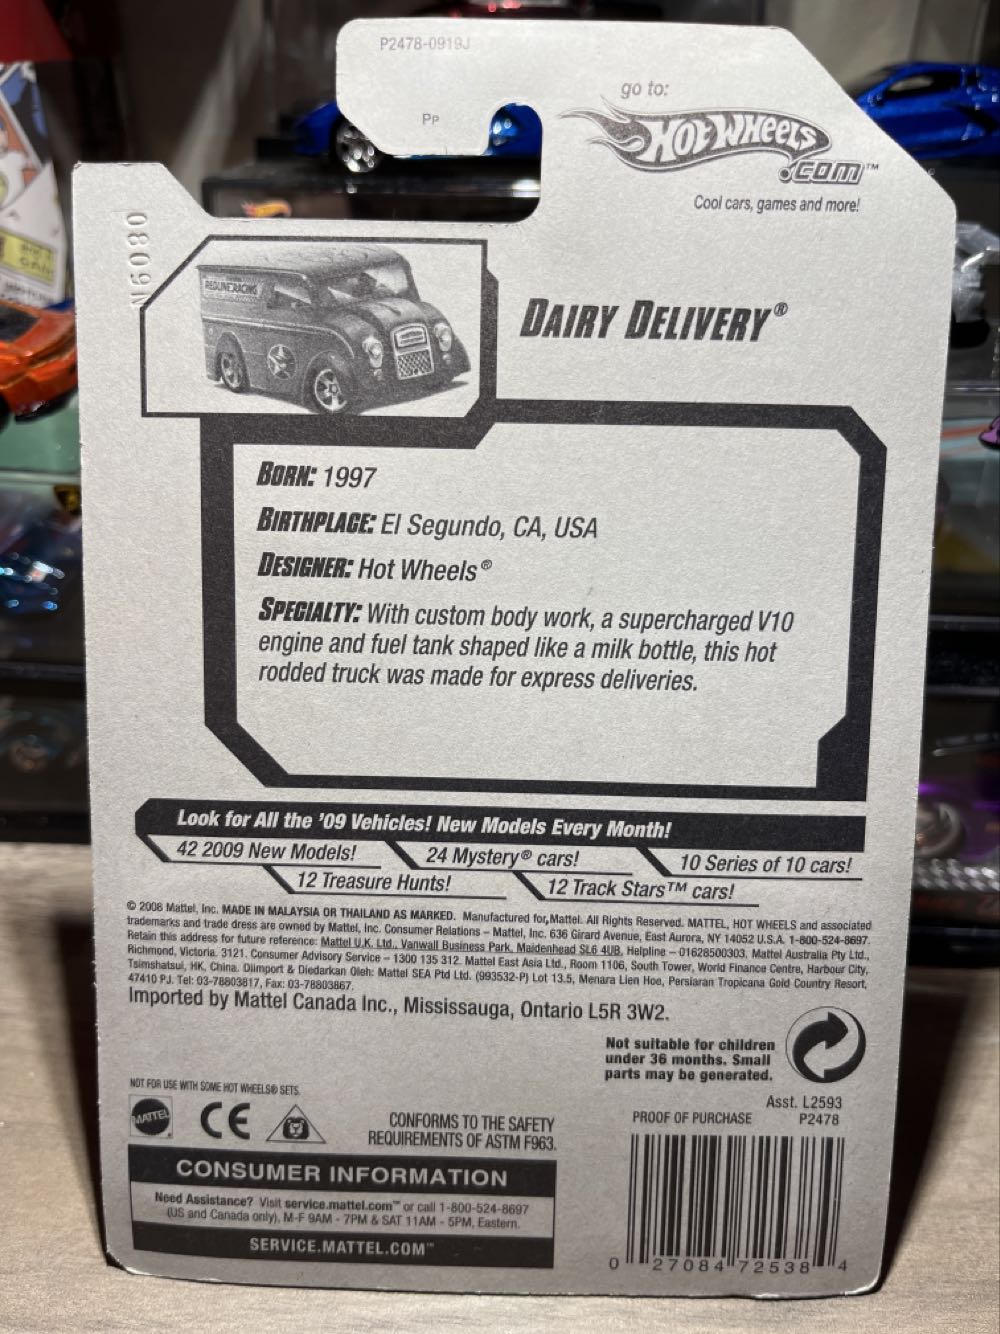 P2478-0919J
PP
go to:
HOT WHEELS
.COM™
Cool cars, games and more!
N6080
REDLINE RACING
DAIRY DELIVERY®
BORN: 1997
BIRTHPLACE: El Segundo, CA, USA
DESIGNER: Hot Wheels®
SPECIALTY: With custom body work, a supercharged V10
engine and fuel tank shaped like a milk bottle, this hot
rodded truck was made for express deliveries.
Look for All the '09 Vehicles! New Models Every Month!
42 2009 New Models!
24 Mystery® cars!
10 Series of 10 cars!
12 Treasure Hunts!
12 Track Stars™ cars!
© 2008 Mattel, Inc. MADE IN MALAYSIA OR THAILAND AS MARKED. Manufactured for Mattel. All Rights Reserved. MATTEL, HOT WHEELS and associated
trademarks and trade dress are owned by Mattel, Inc. Consumer Relations – Mattel, Inc. 636 Girard Avenue, East Aurora, NY 14052 U.S.A. 1-800-524-8697.
Retain this address for future reference: Mattel U.K. Ltd., Vanwall Business Park, Maidenhead SL6 4UB. Helpline – 01628500303. Mattel Australia Pty Ltd.,
Richmond, Victoria. 3121. Consumer Advisory Service – 1300 135 312. Mattel East Asia Ltd., Room 1106, South Tower, World Finance Centre, Harbour City,
Tsimshatsui, HK, China. Diimport & Diedarkan Oleh: Mattel SEA Ptd Ltd. (993532-P) Lot 13.5, Menara Lien Hoe, Persiaran Tropicana Gold Country Resort,
47410 PJ. Tel: 03-78803817, Fax: 03-78803867.
Imported by Mattel Canada Inc., Mississauga, Ontario L5R 3W2.
Not suitable for children
under 36 months. Small
parts may be generated.
NOT FOR USE WITH SOME HOT WHEELS® SETS.
MATTEL
CE
CONFORMS TO THE SAFETY
REQUIREMENTS OF ASTM F963.
Asst. L2593
PROOF OF PURCHASE P2478
CONSUMER INFORMATION
Need Assistance? Visit service.mattel.com™ or call 1-800-524-8697
(US and Canada only), M-F 9AM - 7PM & SAT 11AM - 5PM, Eastern.
SERVICE.MATTEL.COM™
0 27084 72538 4